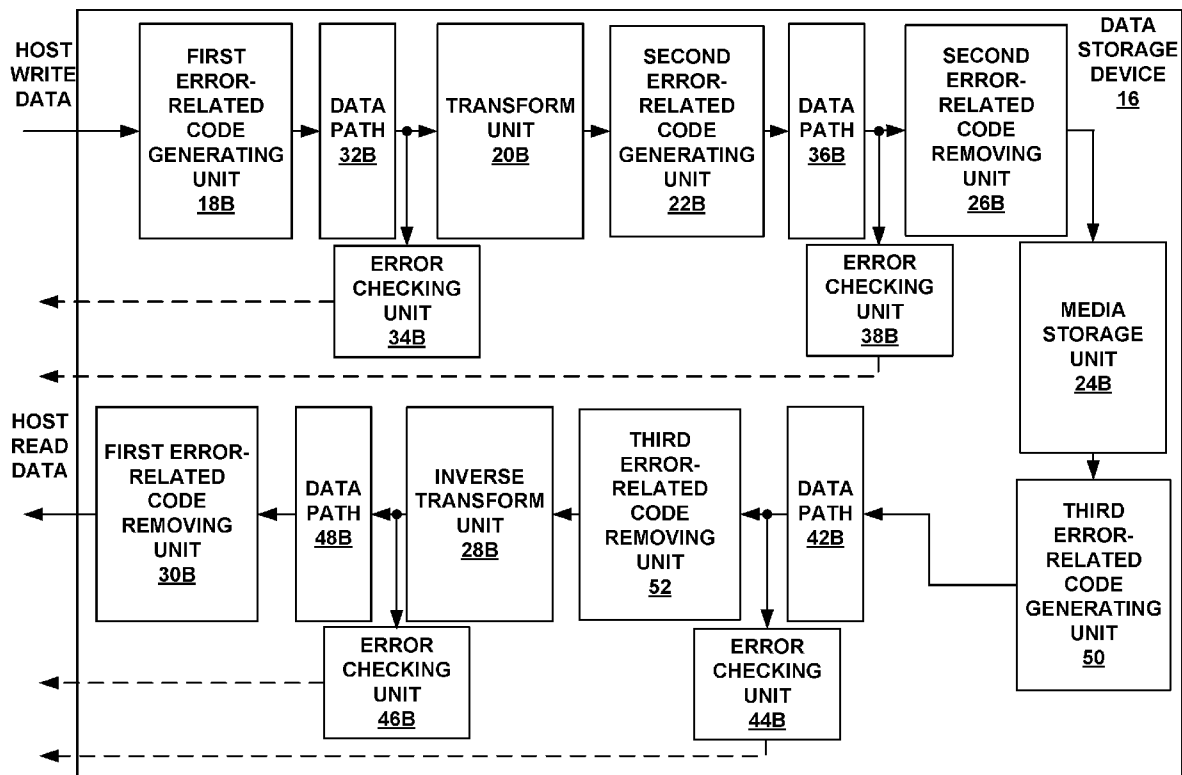 HOST
WRITE
DATA
FIRST
ERROR-
RELATED
CODE
GENERATING
UNIT
18B
DATA
PATH
32B
TRANSFORM
UNIT
20B
SECOND
ERROR-
RELATED
CODE
GENERATING
UNIT
22B
DATA
PATH
36B
SECOND
ERROR-
RELATED
CODE
REMOVING
UNIT
26B
DATA
STORAGE
DEVICE
16
ERROR
CHECKING
UNIT
34B
ERROR
CHECKING
UNIT
38B
MEDIA
STORAGE
UNIT
24B
HOST
READ
DATA
FIRST ERROR-
RELATED
CODE
REMOVING
UNIT
30B
DATA
PATH
48B
INVERSE
TRANSFORM
UNIT
28B
THIRD
ERROR-
RELATED
CODE
REMOVING
UNIT
52
DATA
PATH
42B
THIRD
ERROR-
RELATED
CODE
GENERATING
UNIT
50
ERROR
CHECKING
UNIT
46B
ERROR
CHECKING
UNIT
44B